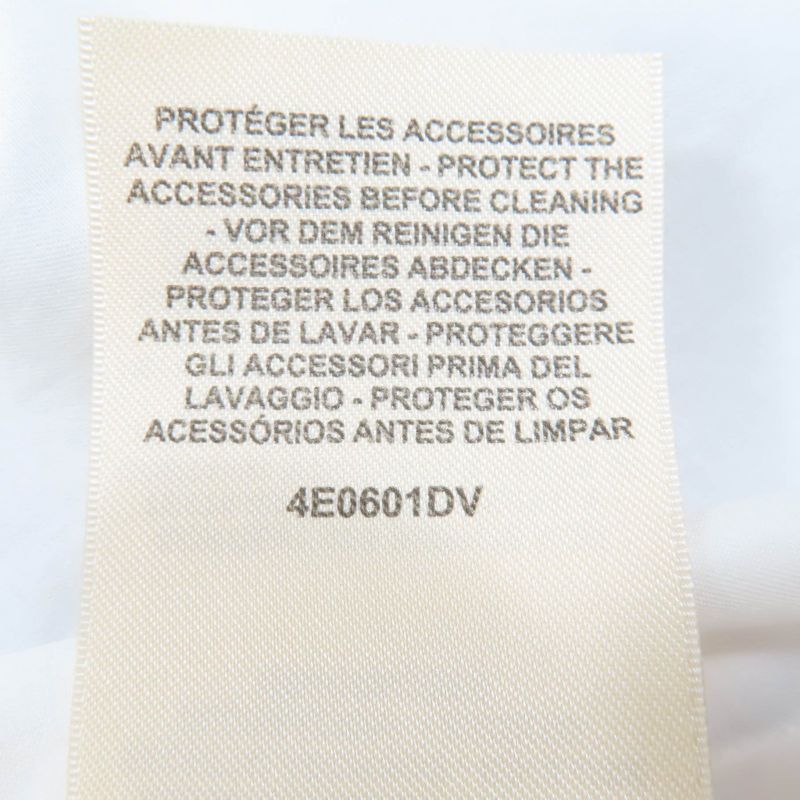 PROTÉGER LES ACCESSOIRES
AVANT ENTRETIEN - PROTECT THE
ACCESSORIES BEFORE CLEANING
- VOR DEM REINIGEN DIE
ACCESSOIRES ABDECKEN -
PROTEGER LOS ACCESORIOS
ANTES DE LAVAR - PROTEGGERE
GLI ACCESSORI PRIMA DEL
LAVAGGIO - PROTEGER OS
ACESSÓRIOS ANTES DE LIMPAR
4E0601DV